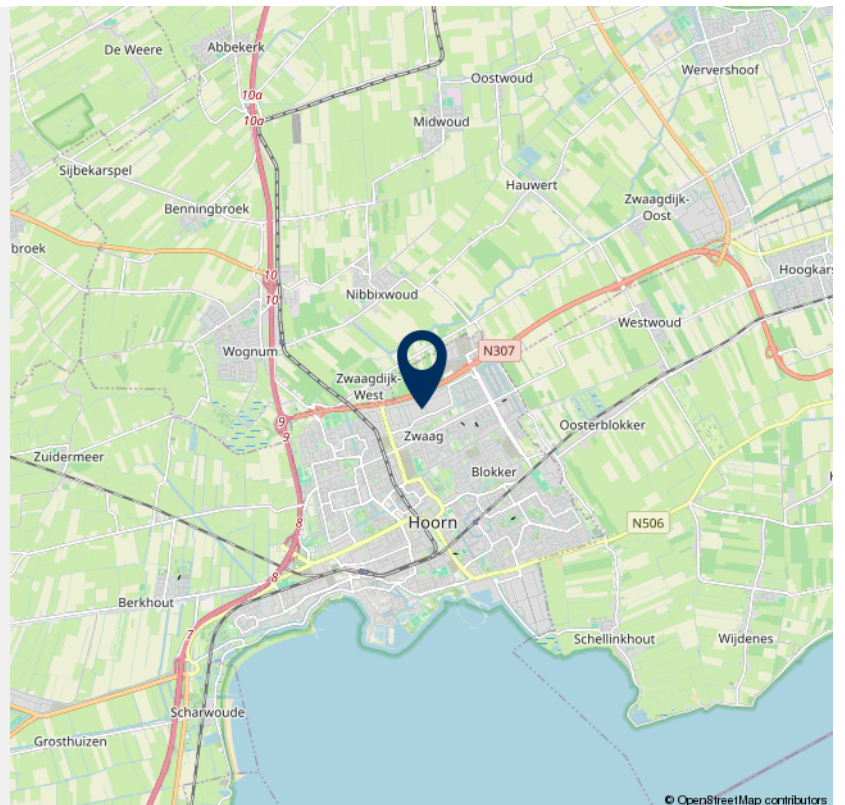 De Weere
Abbekerk
Wervershoof
Oostwoud
10a
10a
Midwoud
Sijbekarspel
Hauwert
Benningbroek
Zwaagdijk-
Oost
broek
10
10
Hoogkars
Nibbixwoud
Westwoud
Wognum
N307
Zwaagdijk-
West
9
9
Zwaag
Oosterblokker
Zuidermeer
Blokker
8
Hoorn
N506
8
Berkhout
7
Schellinkhout
Wijdenes
Scharwoude
Grosthuizen
© OpenStreetMap contributors